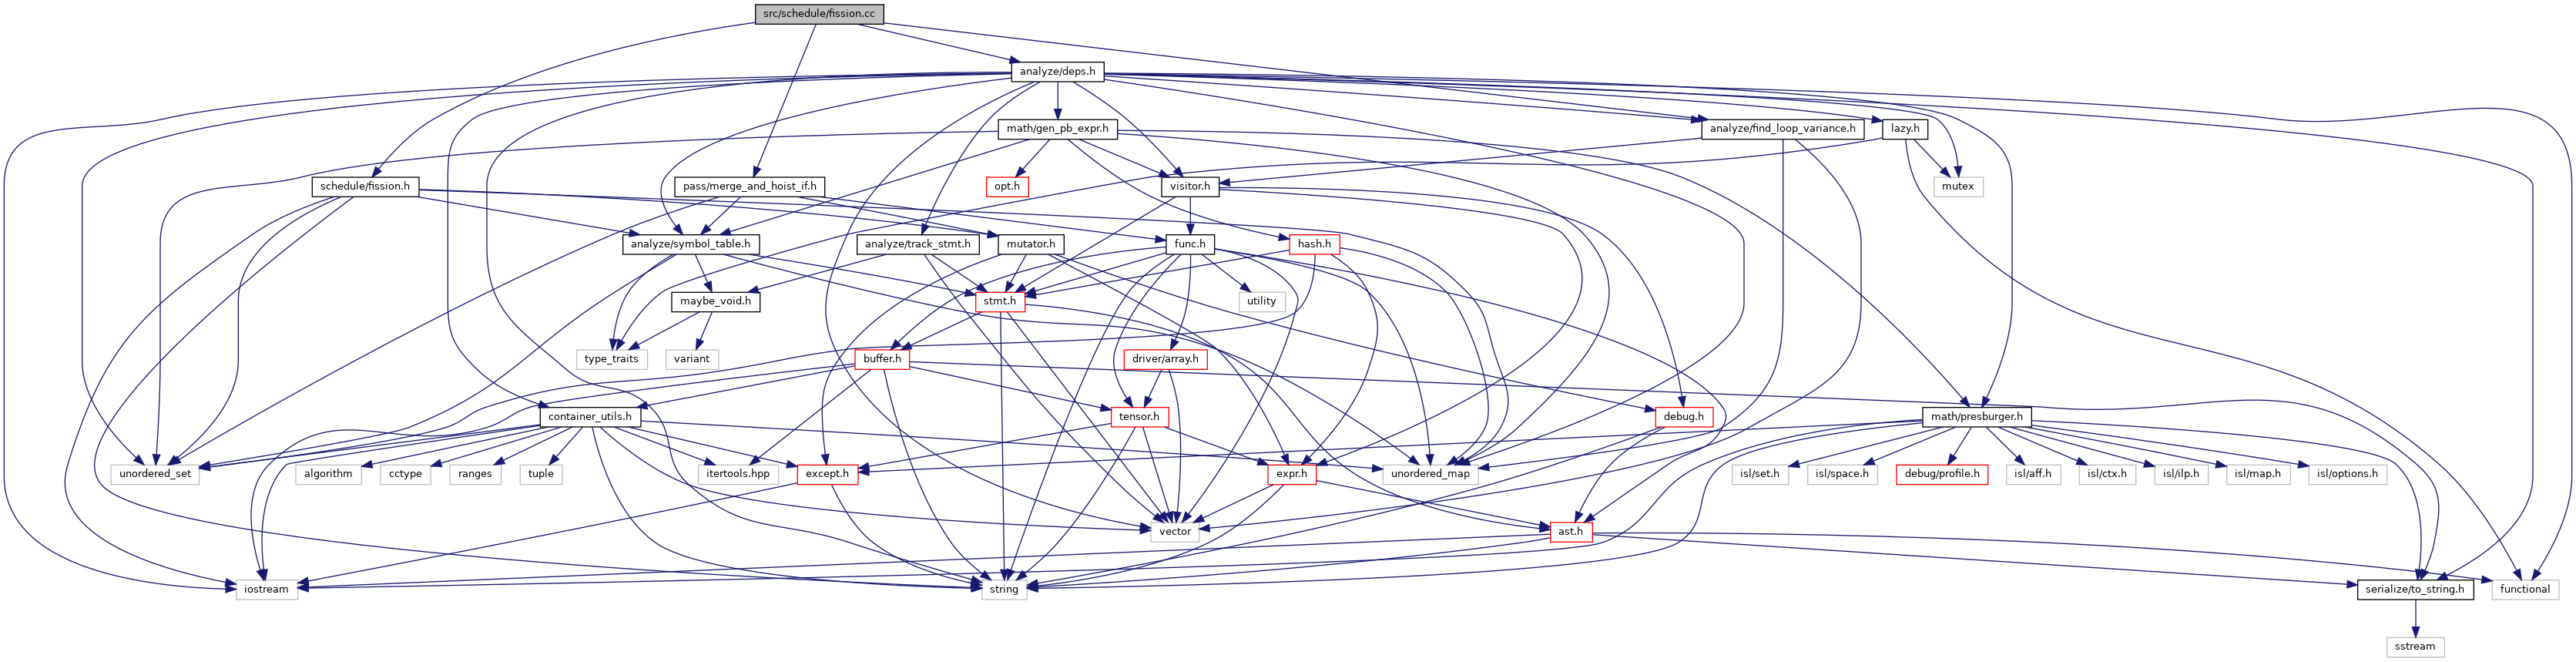 src/schedule/fission.cc
analyze/deps.h
math/gen_pb_expr.h
analyze/find_loop_variance.h
lazy.h
schedule/fission.h
pass/merge_and_hoist_if.h
opt.h
visitor.h
mutex
analyze/symbol_table.h
analyze/track_stmt.h
mutator.h
func.h
hash.h
maybe_void.h
stmt.h
utility
type_traits
variant
buffer.h
driver/array.h
container_utils.h
tensor.h
debug.h
math/presburger.h
unordered_set
algorithm
cctype
ranges
tuple
itertools.hpp
except.h
expr.h
unordered_map
isl/set.h
isl/space.h
debug/profile.h
isl/aff.h
isl/ctx.h
isl/ilp.h
isl/map.h
isl/options.h
vector
ast.h
iostream
string
serialize/to_string.h
functional
sstream